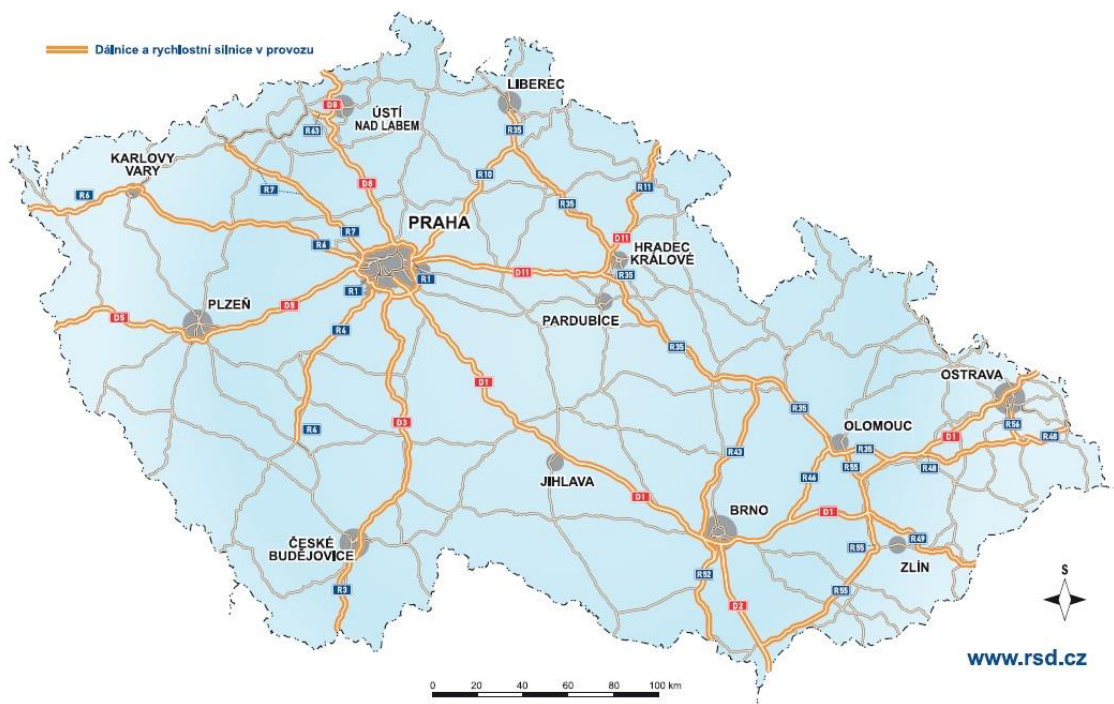 Dálnice a rychlostní silnice v provozu
LIBEREC
D8
ÚSTÍ
NAD LABEM
R63
R35
KARLOVY
VARY
R35
R10
R6
R7
D8
R11
R35
R7
PRAHA
R6
D11
HRADEC
KRÁLOVÉ
D11
R35
R1
R1
PLZEŇ
D5
D5
PARDUBICE
R4
R35
OSTRAVA
D1
R35
D3
R4
OLOMOUC
R56
D1
R48
R35
R43
R55
R48
JIHLAVA
R46
D1
BRNO
D1
R49
ČESKÉ
BUDĚJOVICE
R55
ZLÍN
R52
S
R3
R55
D2
www.rsd.cz
0 20 40 60 80 100 km